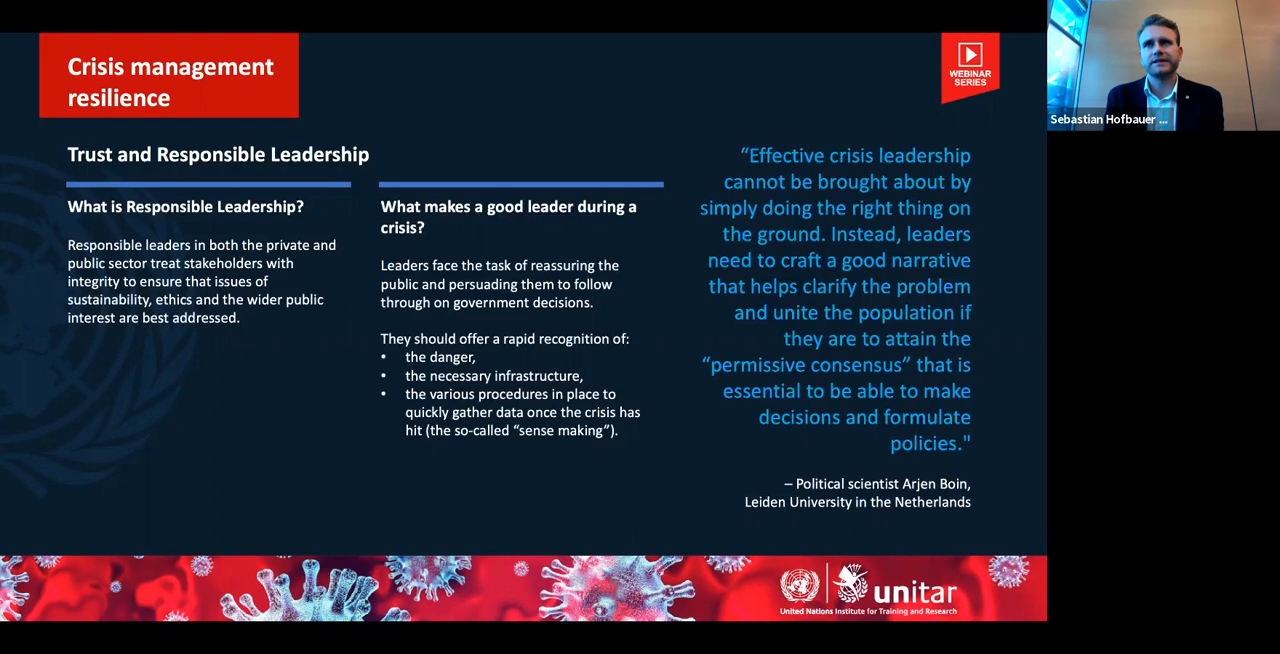 Crisis management
resilience
WEBINAR
SERIES
Sebastian Hofbauer ...
Trust and Responsible Leadership
What is Responsible Leadership?
Responsible leaders in both the private and
public sector treat stakeholders with
integrity to ensure that issues of
sustainability, ethics and the wider public
interest are best addressed.
What makes a good leader during a
crisis?
Leaders face the task of reassuring the
public and persuading them to follow
through on government decisions.
They should offer a rapid recognition of:
• the danger,
• the necessary infrastructure,
• the various procedures in place to
quickly gather data once the crisis has
hit (the so-called “sense making”).
“Effective crisis leadership
cannot be brought about by
simply doing the right thing on
the ground. Instead, leaders
need to craft a good narrative
that helps clarify the problem
and unite the population if
they are to attain the
“permissive consensus” that is
essential to be able to make
decisions and formulate
policies."
– Political scientist Arjen Boin,
Leiden University in the Netherlands
unitar
United Nations Institute for Training and Research